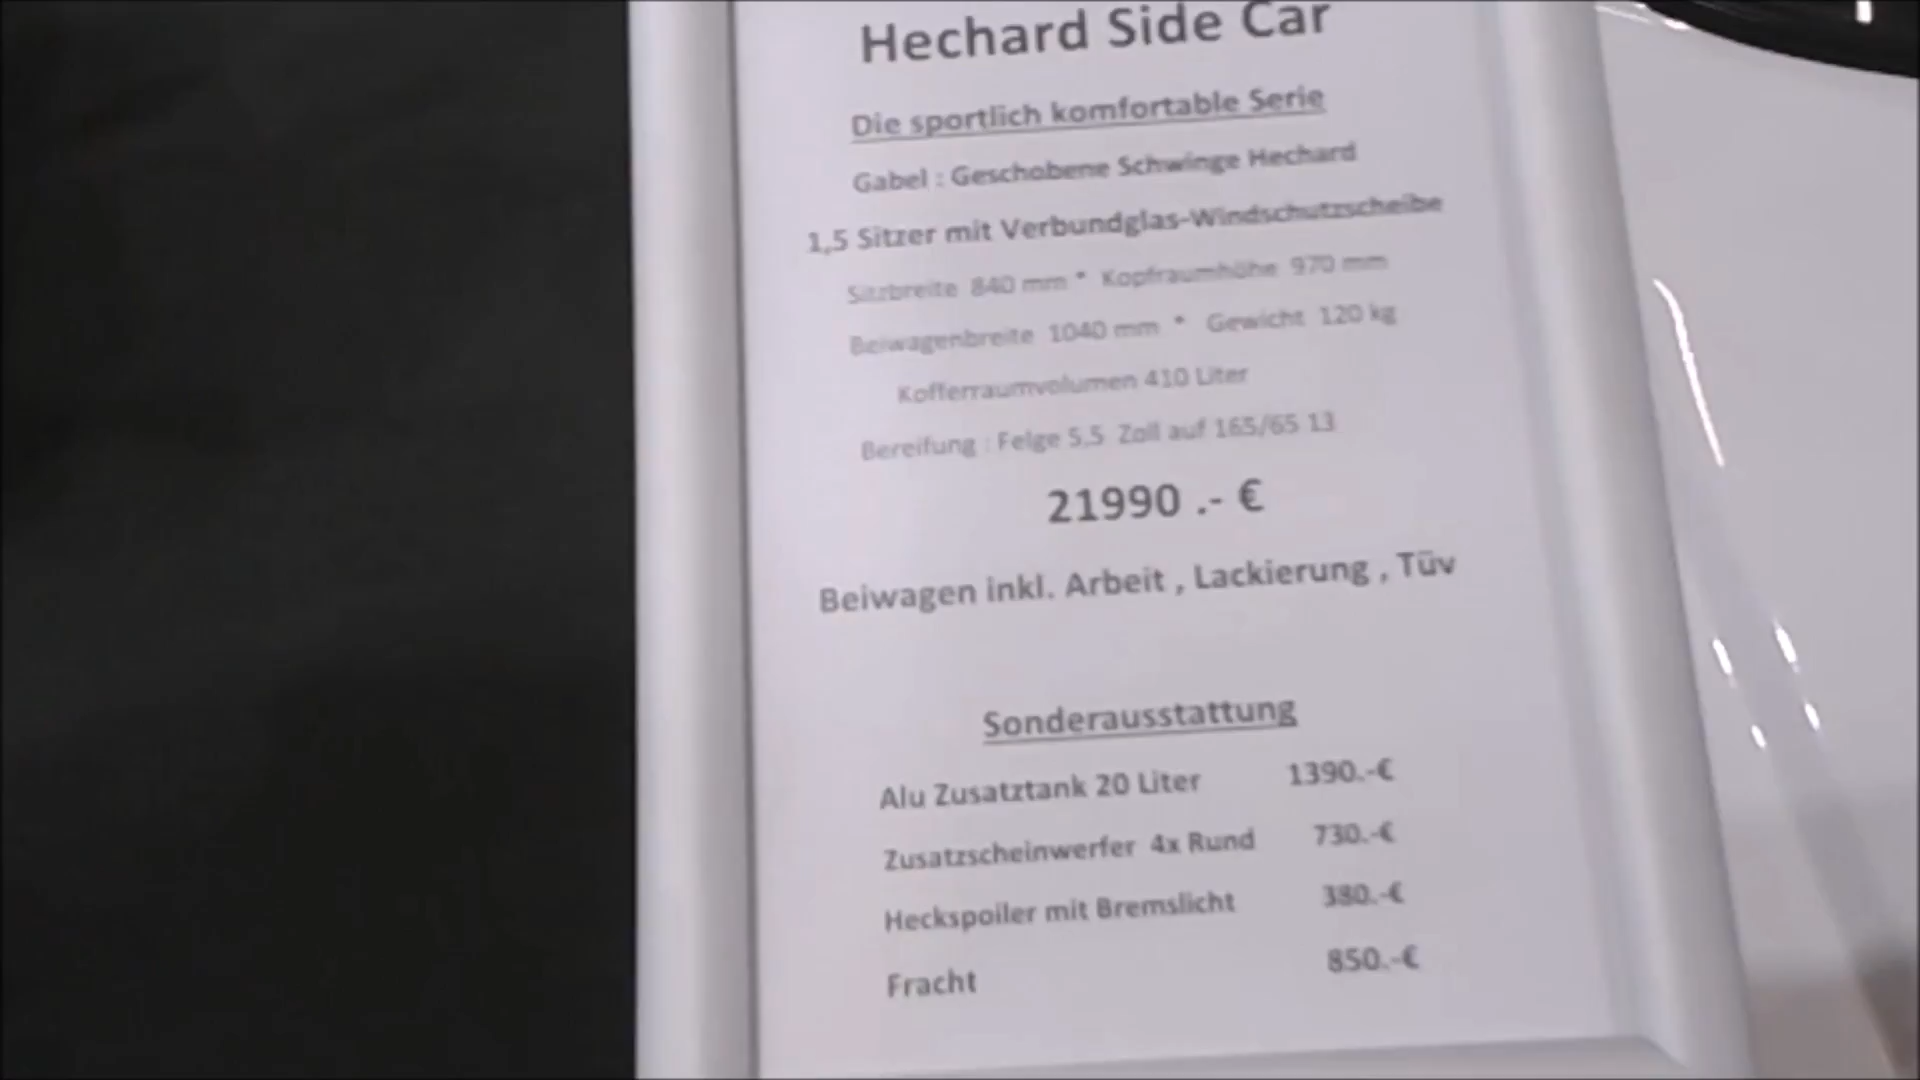 Hechard Side Car
Die sportlich komfortable Serie
Gabel : Geschobene Schwinge Hechard
1,5 Sitzer mit Verbundglas-Windschutzscheibe
Sitzbreite 840 mm * Kopfraumhöhe 970 mm
Beiwagenbreite 1040 mm * Gewicht 120 kg
Kofferraumvolumen 410 Liter
Bereifung : Felge 5,5 Zoll auf 165/65 13
21990 .- €
Beiwagen inkl. Arbeit , Lackierung , Tüv
Sonderausstattung
Alu Zusatztank 20 Liter 1390.-€
Zusatzscheinwerfer 4x Rund 730.-€
Heckspoiler mit Bremslicht 380.-€
Fracht 850.-€